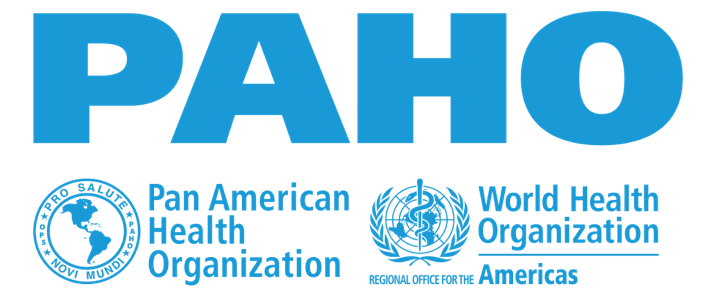 PAHO
PRO SALUTE
NOVI MUNDI
OPS
PAHO
Pan American
Health
Organization
World Health
Organization
REGIONAL OFFICE FOR THE Americas